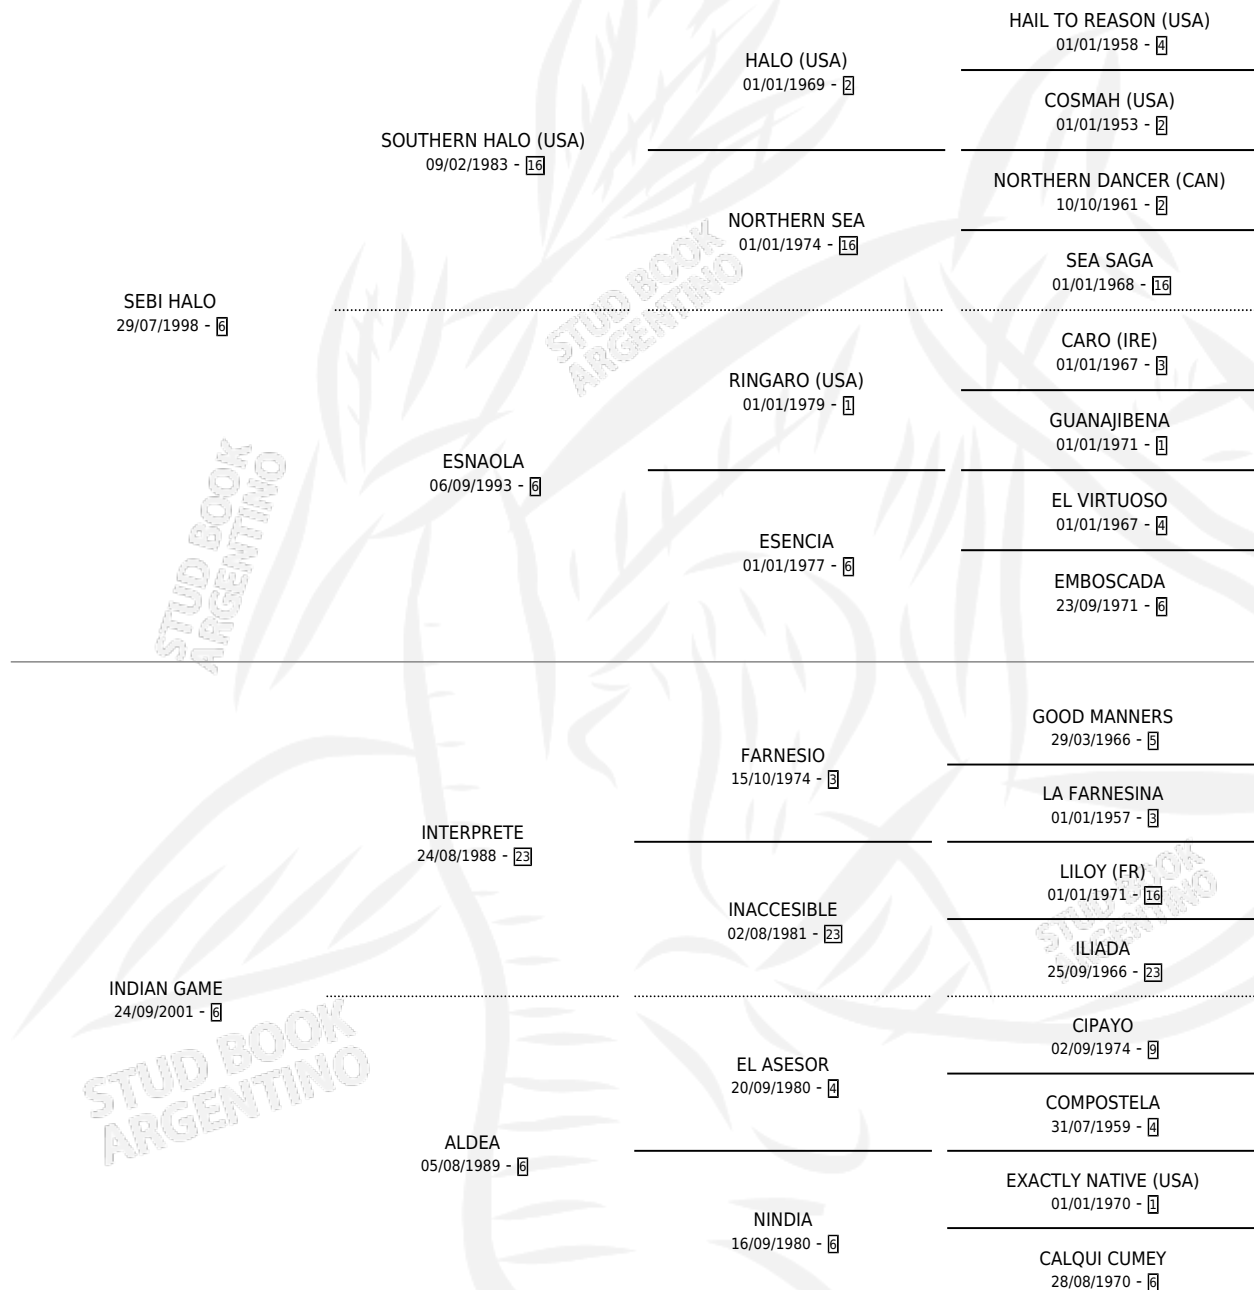 HAIL TO REASON (USA)
01/01/1958 - 4
HALO (USA)
01/01/1969 - 2
COSMAH (USA)
01/01/1953 - 2
SOUTHERN HALO (USA)
09/02/1983 - 16
NORTHERN DANCER (CAN)
10/10/1961 - 2
NORTHERN SEA
01/01/1974 - 16
SEA SAGA
01/01/1968 - 16
SEBI HALO
29/07/1998 - 6
CARO (IRE)
01/01/1967 - 3
RINGARO (USA)
01/01/1979 - 1
GUANAJIBENA
01/01/1971 - 1
ESNAOLA
06/09/1993 - 6
EL VIRTUOSO
01/01/1967 - 4
ESENCIA
01/01/1977 - 6
EMBOSCADA
23/09/1971 - 6
GOOD MANNERS
29/03/1966 - 5
FARNESIO
15/10/1974 - 3
LA FARNESINA
01/01/1957 - 3
INTERPRETE
24/08/1988 - 23
LILOY (FR)
01/01/1971 - 16
INACCESIBLE
02/08/1981 - 23
ILIADA
25/09/1966 - 23
INDIAN GAME
24/09/2001 - 6
CIPAYO
02/09/1974 - 9
EL ASESOR
20/09/1980 - 4
COMPOSTELA
31/07/1959 - 4
ALDEA
05/08/1989 - 6
EXACTLY NATIVE (USA)
01/01/1970 - 1
NINDIA
16/09/1980 - 6
CALQUI CUMEY
28/08/1970 - 6
STUD BOOK
ARGENTINO
STUD BOOK
ARGENTINO
STUD BOOK
ARGENTINO
STUD BOOK
ARGENTINO